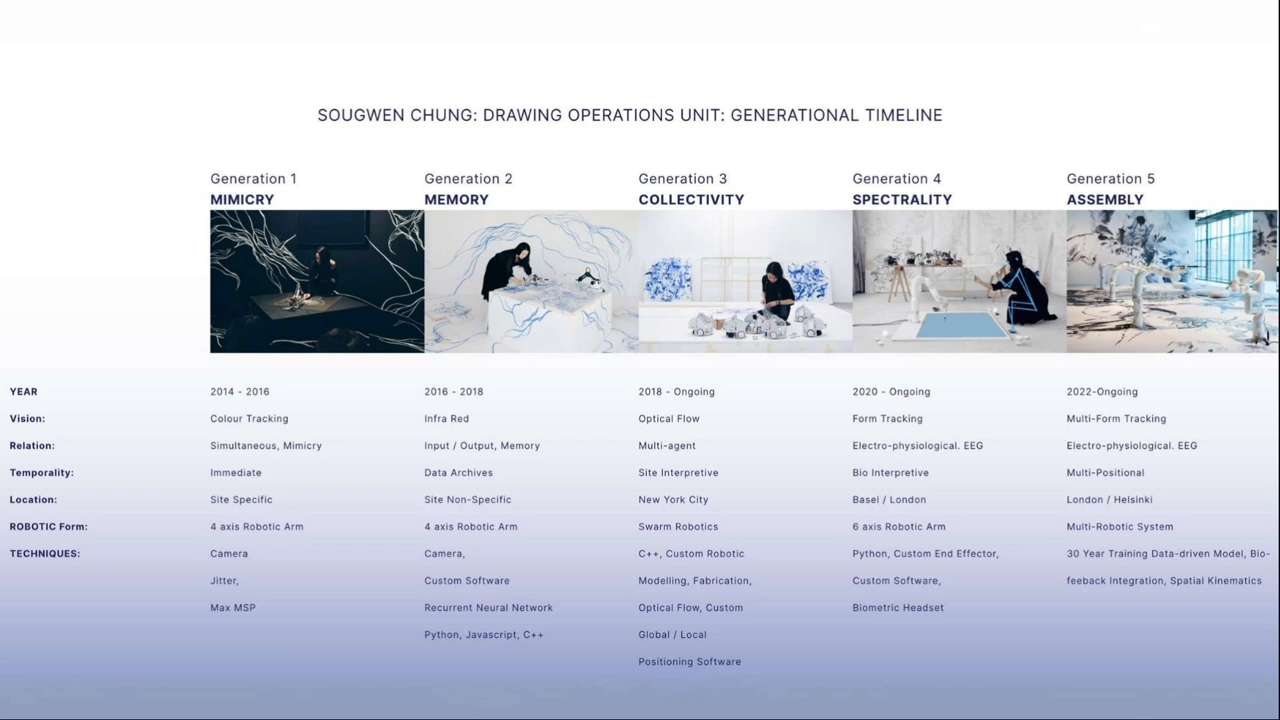 SOUGWEN CHUNG: DRAWING OPERATIONS UNIT: GENERATIONAL TIMELINE
Generation 1 Generation 2 Generation 3 Generation 4 Generation 5
MIMICRY MEMORY COLLECTIVITY SPECTRALITY ASSEMBLY
YEAR 2014 - 2016 2016 - 2018 2018 - Ongoing 2020 - Ongoing 2022-Ongoing
Vision: Colour Tracking Infra Red Optical Flow Form Tracking Multi-Form Tracking
Relation: Simultaneous, Mimicry Input / Output, Memory Multi-agent Electro-physiological. EEG Electro-physiological. EEG
Temporality: Immediate Data Archives Site Interpretive Bio Interpretive Multi-Positional
Location: Site Specific Site Non-Specific New York City Basel / London London / Helsinki
ROBOTIC Form: 4 axis Robotic Arm 4 axis Robotic Arm Swarm Robotics 6 axis Robotic Arm Multi-Robotic System
TECHNIQUES: Camera Camera, C++, Custom Robotic Python, Custom End Effector, 30 Year Training Data-driven Model, Bio-
Jitter, Custom Software Modelling, Fabrication, Custom Software, feeback Integration, Spatial Kinematics
Max MSP Recurrent Neural Network Optical Flow, Custom Biometric Headset
Python, Javascript, C++ Global / Local
Positioning Software